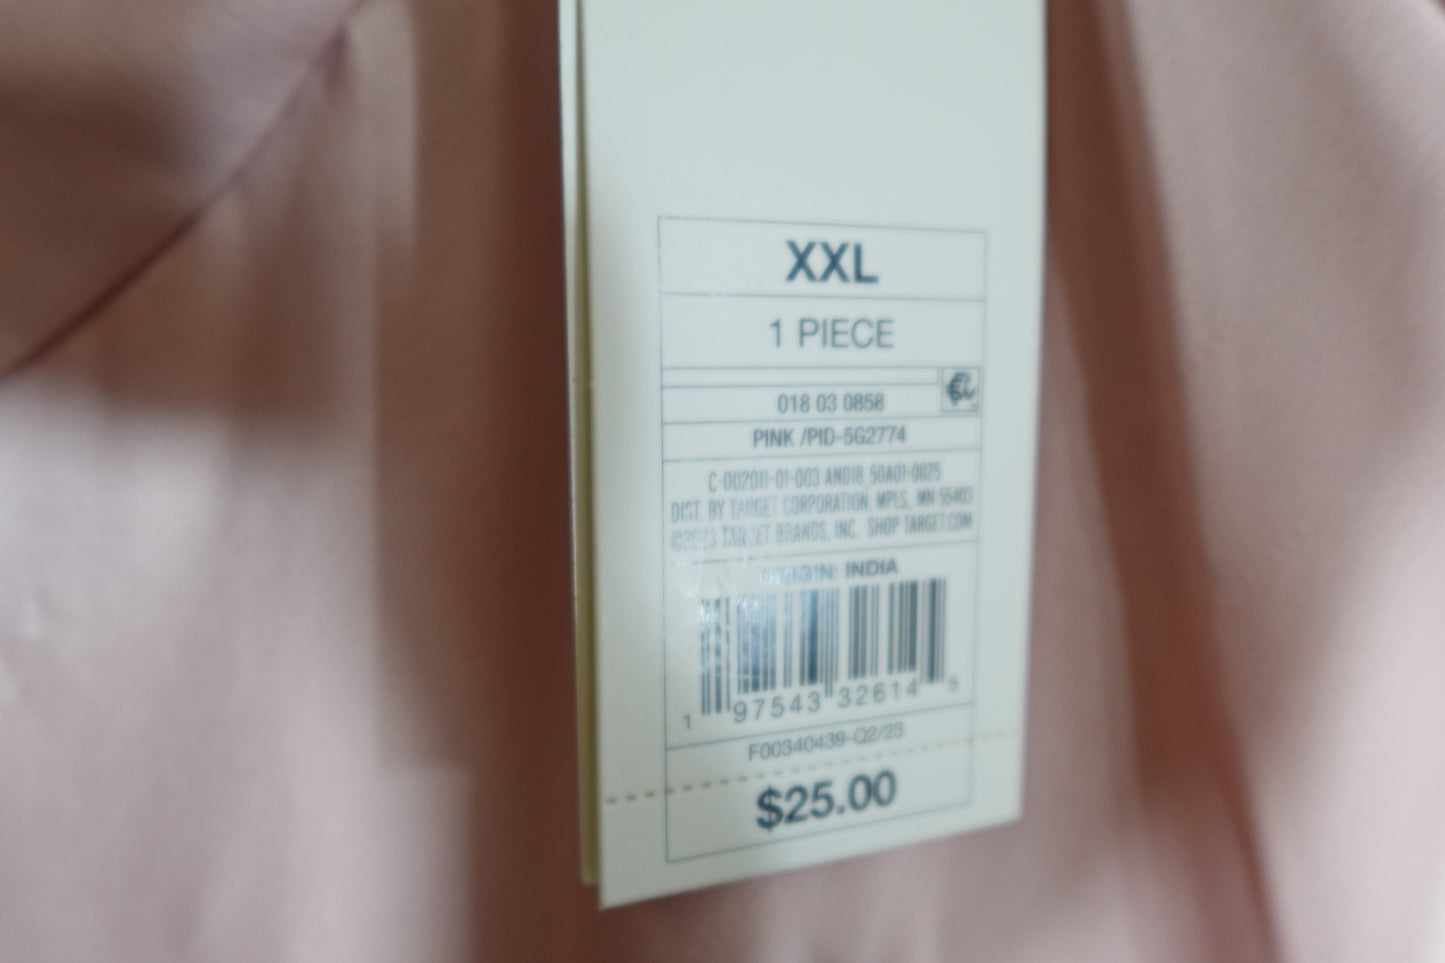 XXL
1 PIECE
018 03 0858
PINK /PID-5G2774
C-002011-01-003 AND18 50A01-0025
DIST. BY TARGET CORPORATION, MPLS., MN 55403
©2023 TARGET BRANDS, INC. SHOP TARGET.COM
ORIGIN: INDIA
1 97543 32614 5
F00340439-Q2/23
$25.00